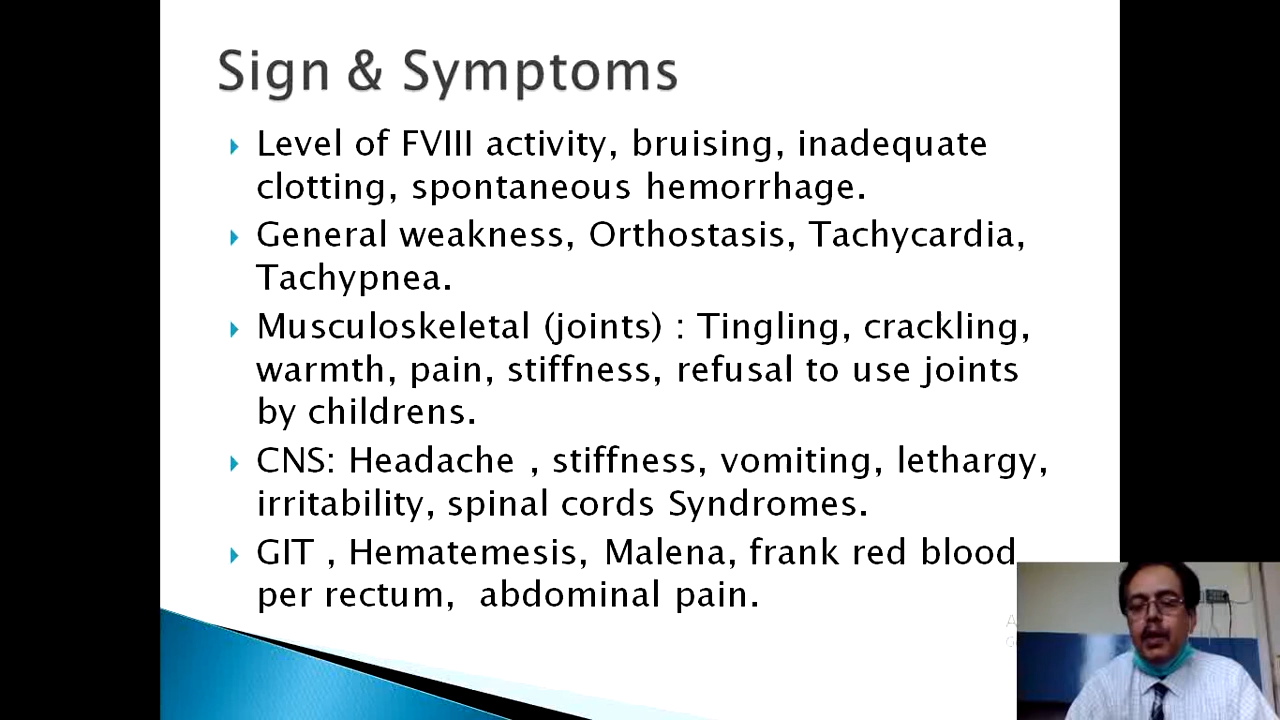 Sign & Symptoms
Level of FVIII activity, bruising, inadequate
clotting, spontaneous hemorrhage.
General weakness, Orthostasis, Tachycardia,
Tachypnea.
Musculoskeletal (joints) : Tingling, crackling,
warmth, pain, stiffness, refusal to use joints
by childrens.
CNS: Headache , stiffness, vomiting, lethargy,
irritability, spinal cords Syndromes.
GIT , Hematemesis, Malena, frank red blood
per rectum, abdominal pain.